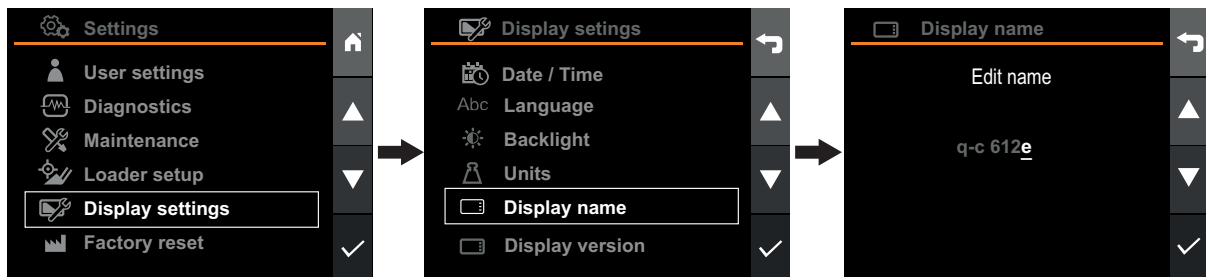 Settings
User settings
Diagnostics
Maintenance
Loader setup
Display settings
Factory reset
Display setings
Date / Time
Abc Language
Backlight
Units
Display name
Display version
Display name
Edit name
q-c 612e